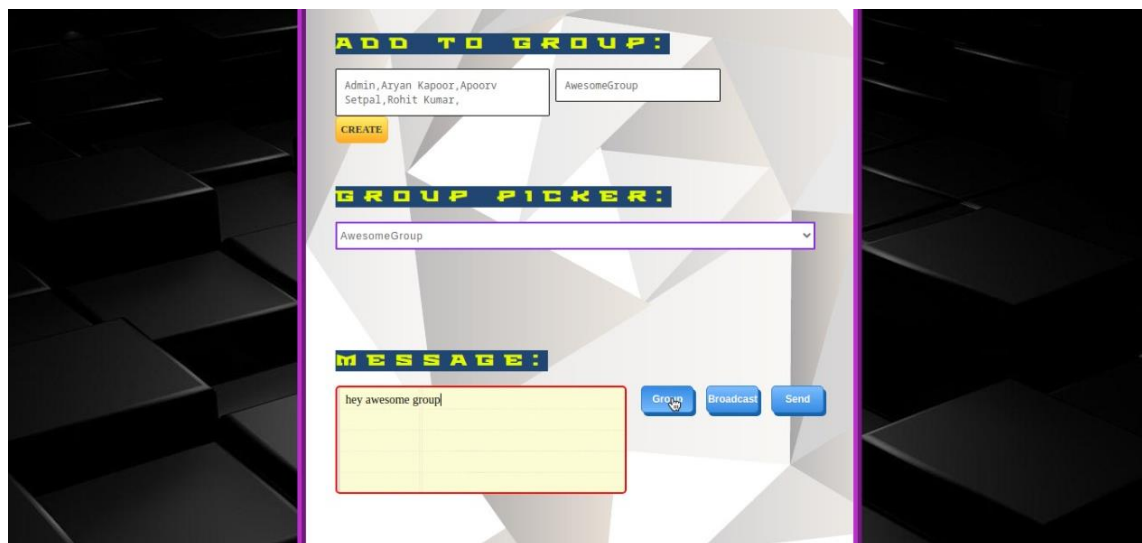 ADD TO GROUP:
Admin,Aryan Kapoor,Apoorv
Setpal,Rohit Kumar,
AwesomeGroup
CREATE
GROUP PICKER:
AwesomeGroup
MESSAGE:
hey awesome group
Group Broadcast Send